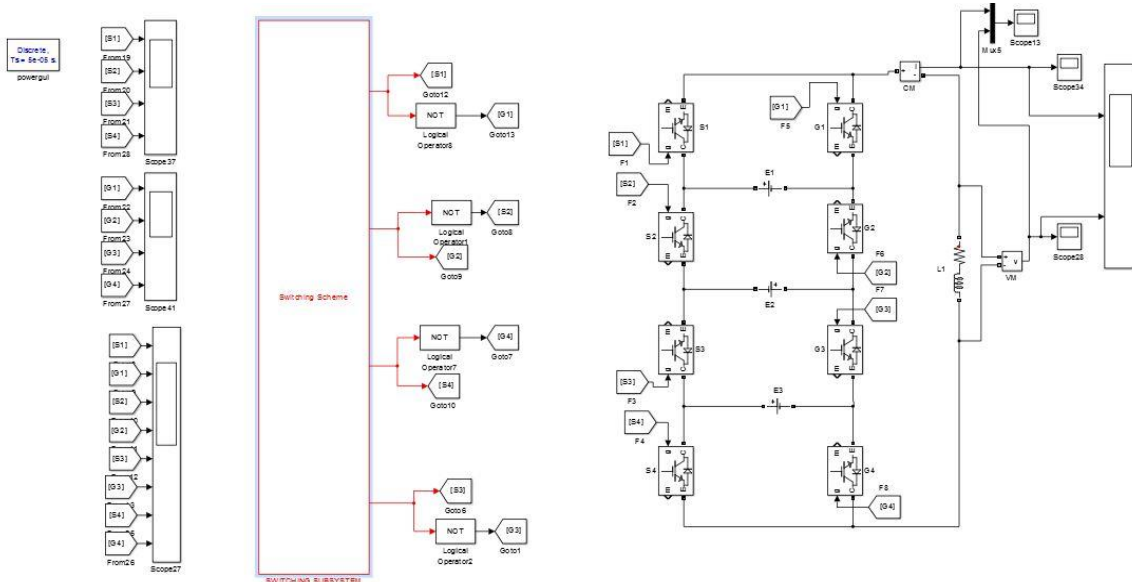 Discrete,
Ts = 5e-05 s.
powergui
[S1]
From19
[S2]
From20
[S3]
From21
[S4]
From28
Scope37
[G1]
From22
[G2]
From23
[G3]
From24
[G4]
From27
Scope41
[S1]
[G1]
[S2]
[G2]
[S3]
[G3]
[S4]
[G4]
From26
Scope27
Switching Scheme
SWITCHING SUBSYSTEM
[S1]
Goto12
NOT
Logical
Operator8
[G1]
Goto13
NOT
Logical
Operator1
[S2]
Goto8
[G2]
Goto9
NOT
Logical
Operator7
[G4]
Goto7
[S4]
Goto10
[S3]
Goto6
NOT
Logical
Operator2
[G3]
Goto1
[S1]
F1
S1
[G1]
F5
G1
[S2]
F2
S2
E1
G2
F6
[G2]
F7
E2
[G3]
S3
G3
[S3]
F3
E3
[S4]
F4
S4
G4
F8
[G4]
CM
L1
VM
Mux5
Scope13
Scope34
Scope28